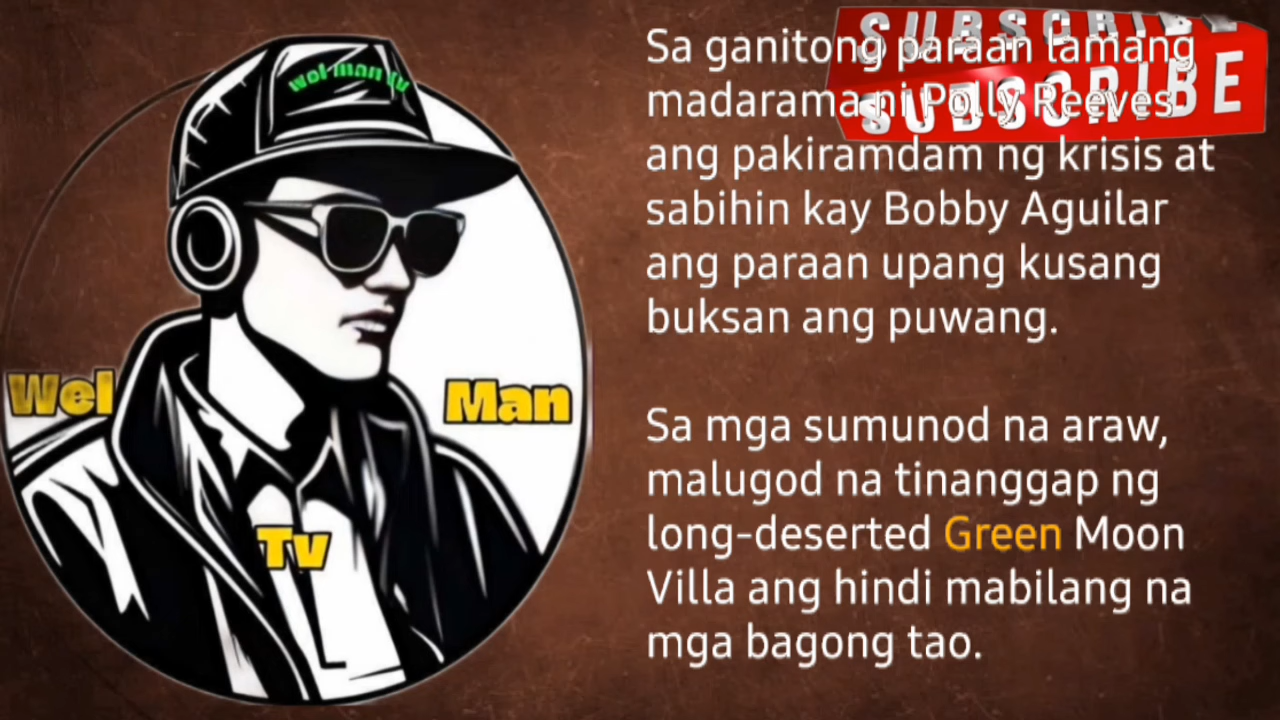 wel man tv
Wel
Man
Tv
SUBSCRIBE
SUBSCRIBE
Sa ganitong paraan lamang
madarama ni Polly Reeves
ang pakiramdam ng krisis at
sabihin kay Bobby Aguilar
ang paraan upang kusang
buksan ang puwang.
Sa mga sumunod na araw,
malugod na tinanggap ng
long-deserted Green Moon
Villa ang hindi mabilang na
mga bagong tao.